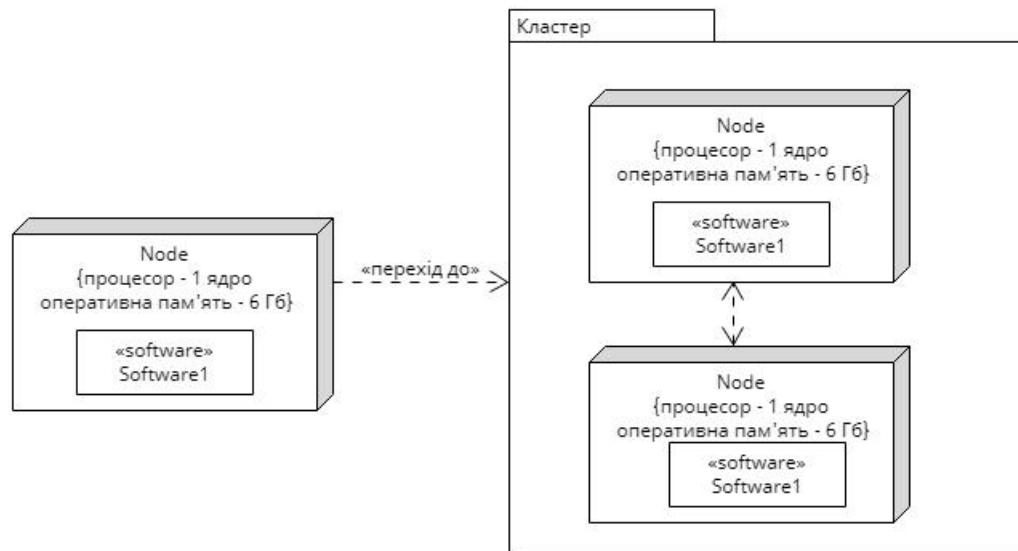 Кластер
Node
{процесор - 1 ядро
оперативна пам'ять - 6 Гб}
«software»
Software1
Node
{процесор - 1 ядро
оперативна пам'ять - 6 Гб}
«software»
Software1
«перехід до»
Node
{процесор - 1 ядро
оперативна пам'ять - 6 Гб}
«software»
Software1